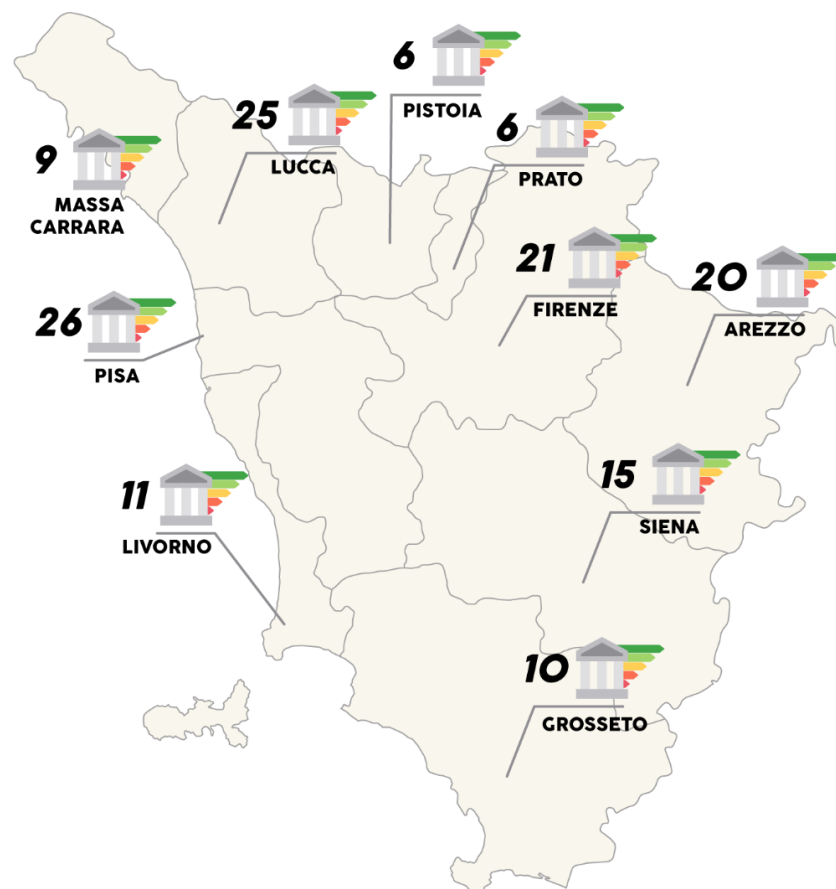 6
PISTOIA
25
LUCCA
6
PRATO
9
MASSA
CARRARA
21
FIRENZE
20
AREZZO
26
PISA
15
SIENA
11
LIVORNO
10
GROSSETO